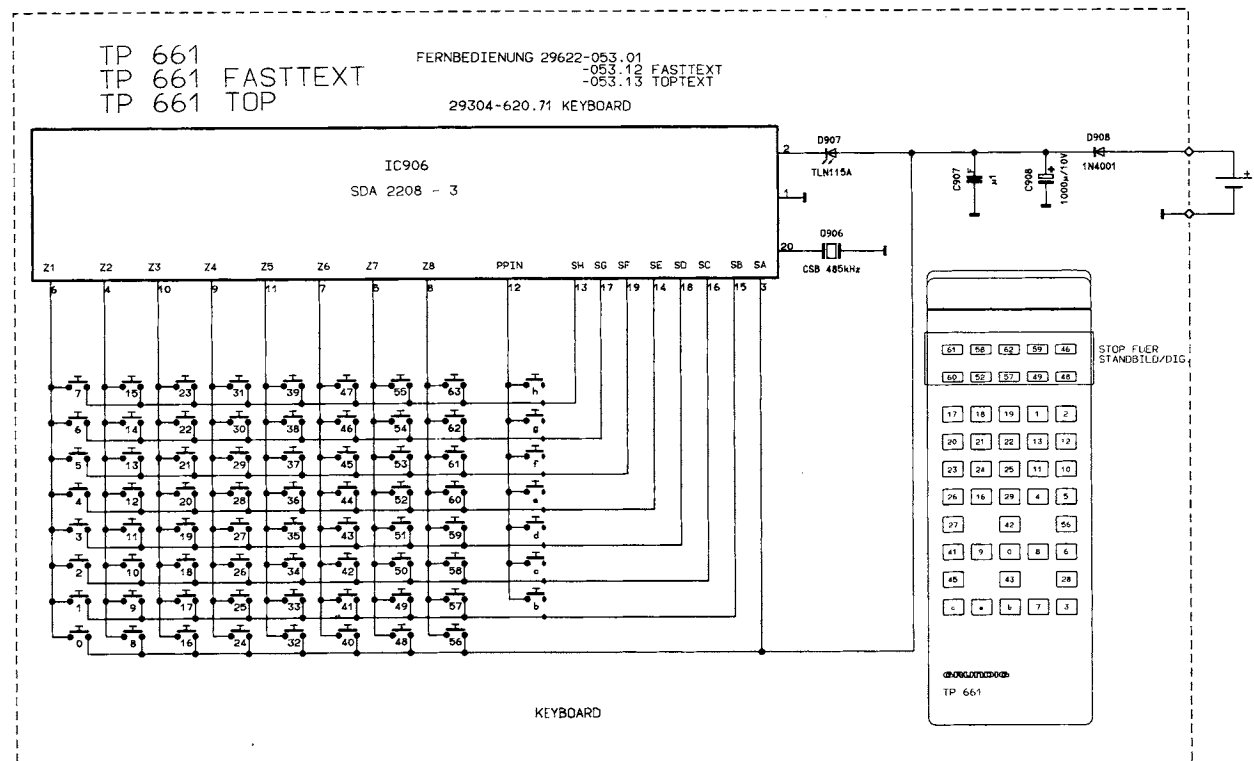 TP 661
TP 661 FASTTEXT
TP 661 TOP
FERNBEDIENUNG 29622-053.01
-053.12 FASTTEXT
-053.13 TOPTEXT
29304-620.71 KEYBOARD
IC906
SDA 2208 - 3
2
1
20
D907
TLN115A
C907
µ1
C908
1000µ/10V
+
D908
1N4001
+
Q906
CSB 485kHz
Z1 Z2 Z3 Z4 Z5 Z6 Z7 Z8 PPIN SH SG SF SE SD SC SB SA
6 4 10 9 11 7 5 8 12 13 17 19 14 18 16 15 3
7 15 23 31 39 47 55 63 h
6 14 22 30 38 46 54 62 g
5 13 21 29 37 45 53 61 f
4 12 20 28 36 44 52 60 e
3 11 19 27 35 43 51 59 d
2 10 18 26 34 42 50 58 c
1 9 17 25 33 41 49 57 b
0 8 16 24 32 40 48 56
KEYBOARD
61 58 62 59 46
60 52 57 49 48
STOP FUER
STANDBILD/DIG.
17 18 19 1 2
20 21 22 13 12
23 24 25 11 10
26 16 29 4 5
27 42 56
41 9 0 8 6
45 43 28
c e b 7 3
GRUNDIG
TP 661